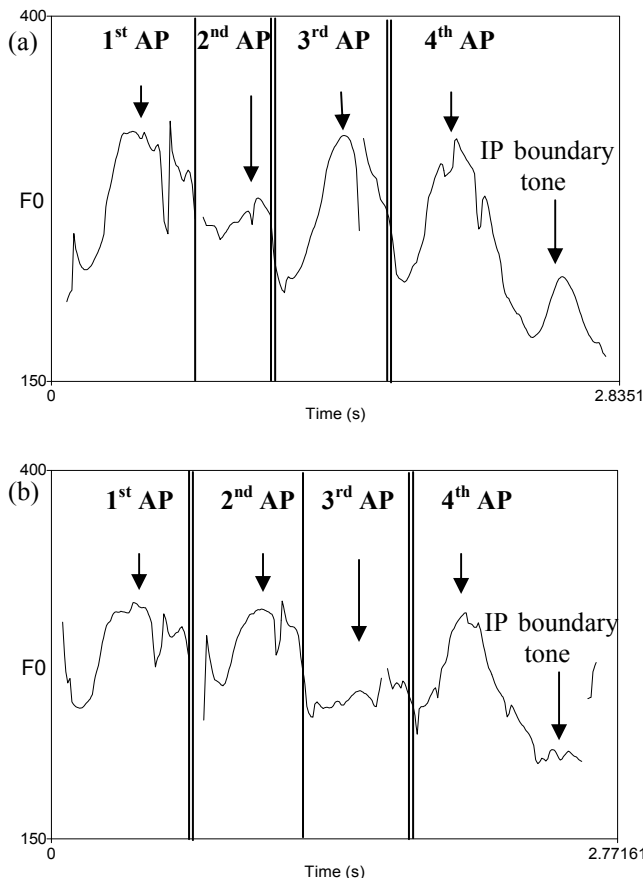 400
(a)
1st AP 2nd AP 3rd AP 4th AP
IP boundary
tone
F0
150
0 2.8351
Time (s)
400
(b)
1st AP 2nd AP 3rd AP 4th AP
IP boundary
tone
F0
150
0 2.77161
Time (s)